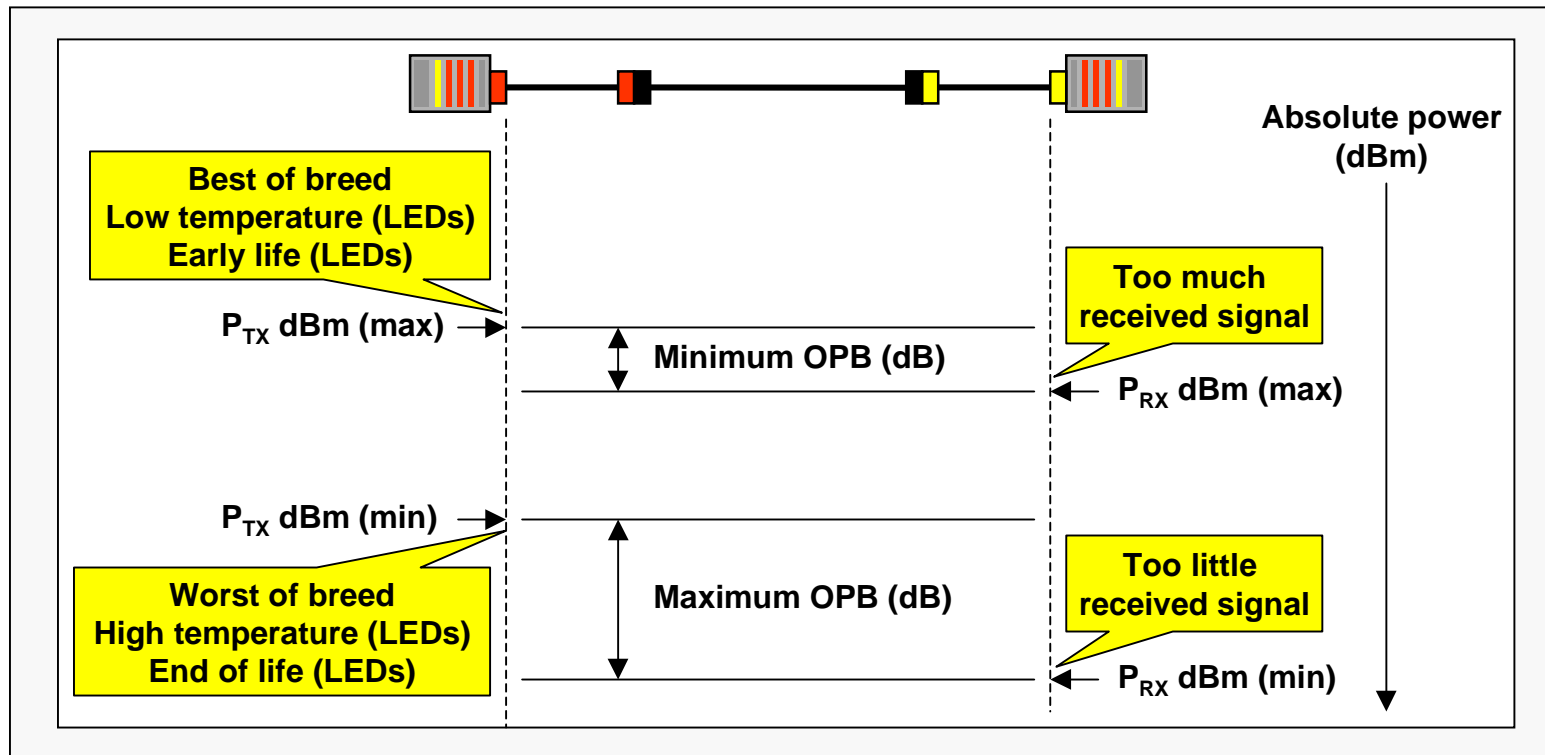 Absolute power
(dBm)
Best of breed
Low temperature (LEDs)
Early life (LEDs)
Too much
received signal
PTX dBm (max)
Minimum OPB (dB)
PRX dBm (max)
PTX dBm (min)
Worst of breed
High temperature (LEDs)
End of life (LEDs)
Maximum OPB (dB)
Too little
received signal
PRX dBm (min)